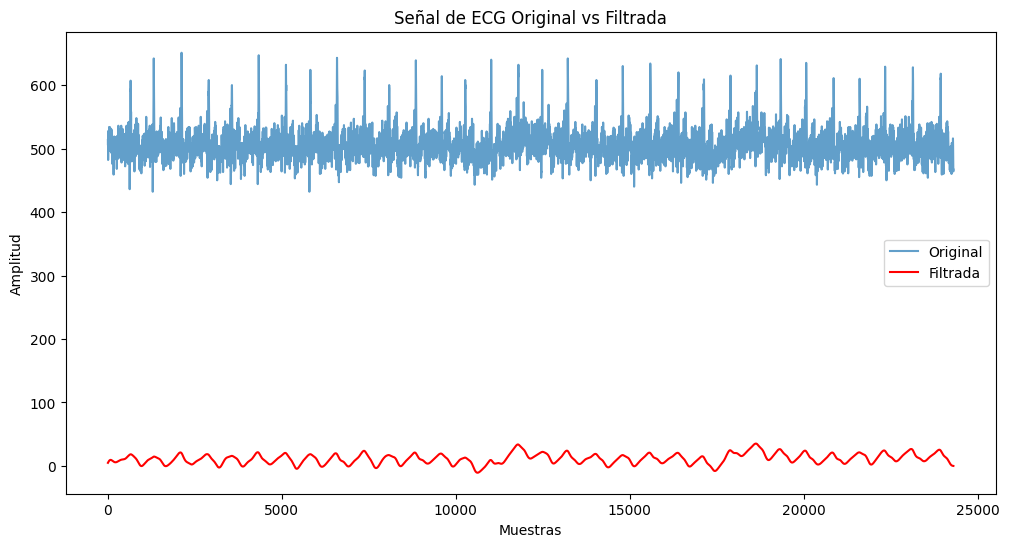 Señal de ECG Original vs Filtrada
Amplitud
600
500
400
300
200
100
0
Original
Filtrada
0 5000 10000 15000 20000 25000
Muestras